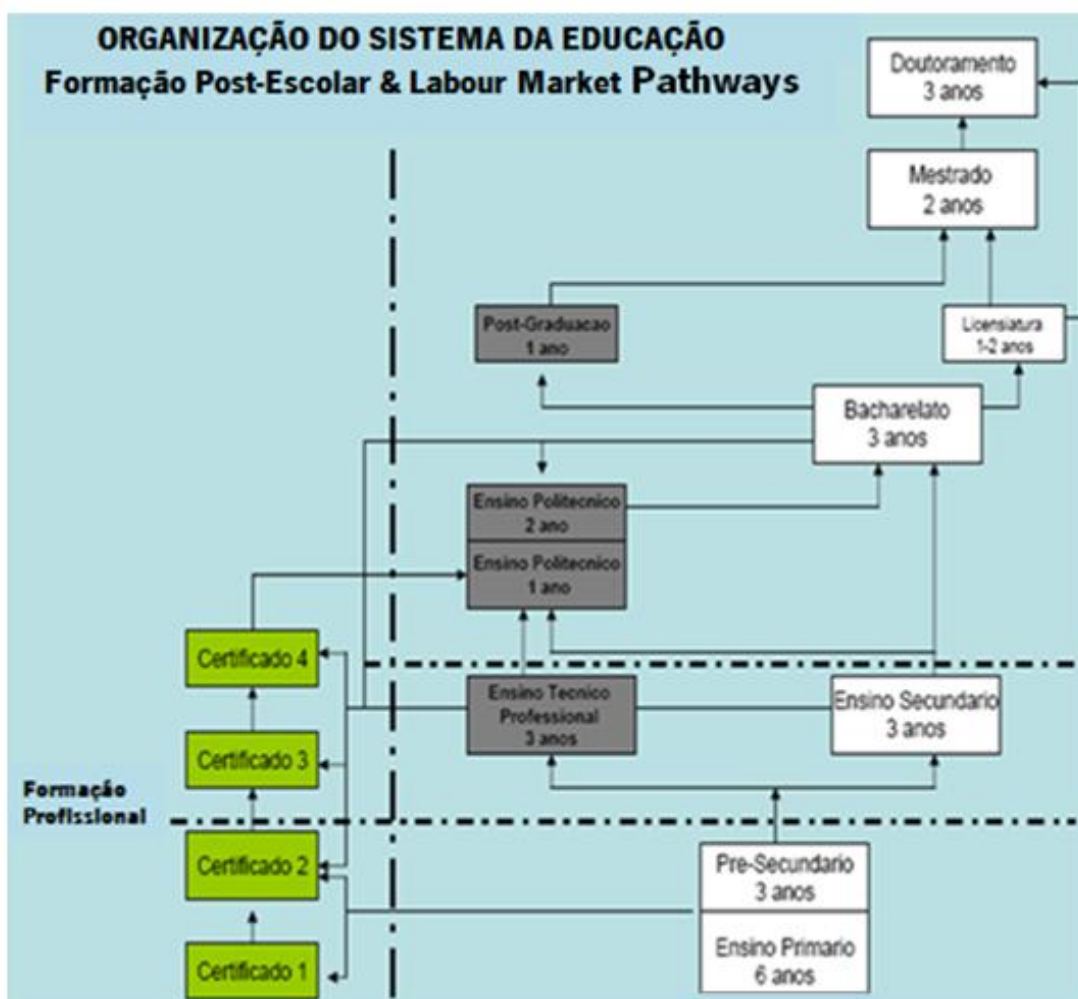 ORGANIZAÇÃO DO SISTEMA DA EDUCAÇÃO
Formação Post-Escolar & Labour Market Pathways
Doutoramento
3 anos
Mestrado
2 anos
Post-Graduacao
1 ano
Licensiatura
1-2 anos
Bacharelato
3 anos
Ensino Politecnico
2 ano
Ensino Politecnico
1 ano
Certificado 4
Ensino Tecnico
Professional
3 anos
Ensino Secundario
3 anos
Certificado 3
Formação
Profissional
Certificado 2
Pre-Secundario
3 anos
Ensino Primario
6 anos
Certificado 1